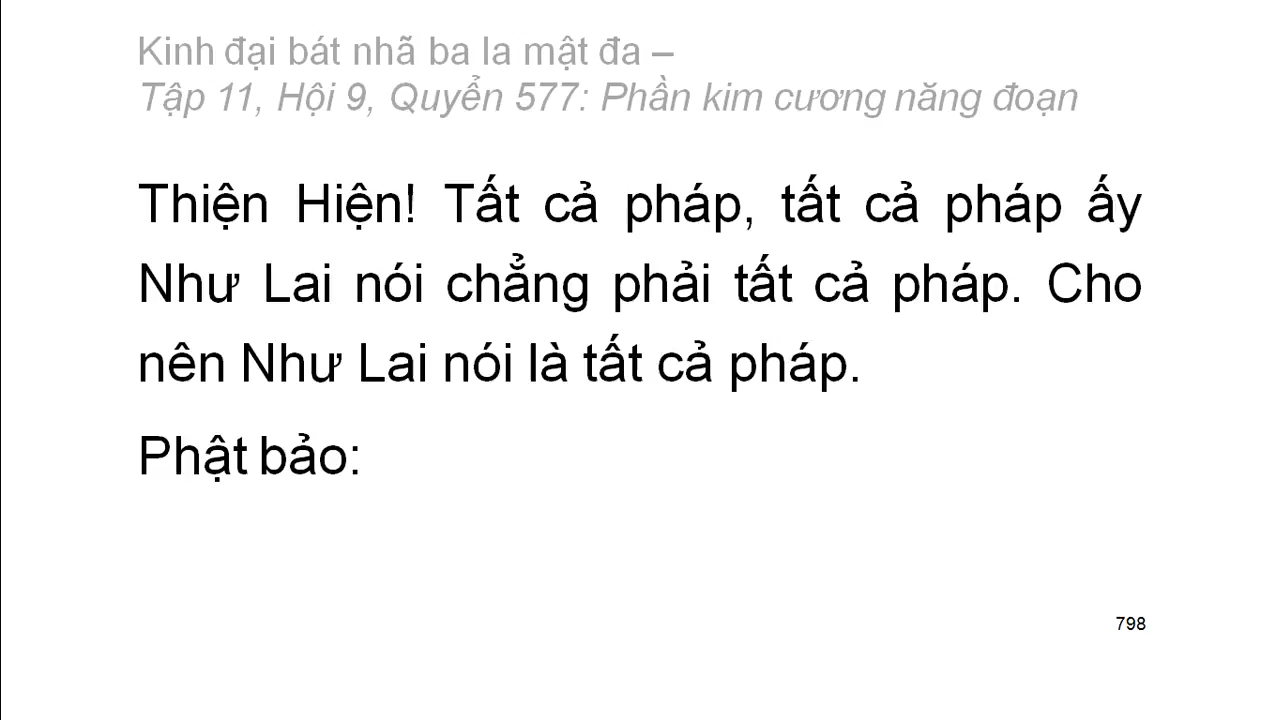 Kinh đại bát nhã ba la mật đa –
Tập 11, Hội 9, Quyển 577: Phần kim cương năng đoạn
Thiện Hiện! Tất cả pháp, tất cả pháp ấy
Như Lai nói chẳng phải tất cả pháp. Cho
nên Như Lai nói là tất cả pháp.
Phật bảo:
798